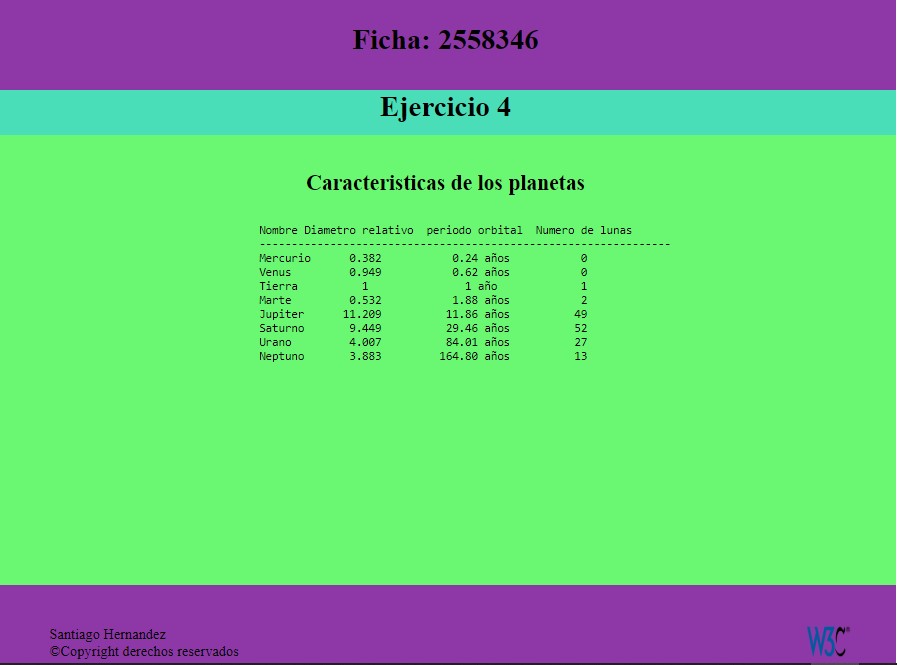 Ficha: 2558346
Ejercicio 4
Caracteristicas de los planetas
Nombre Diametro relativo  periodo orbital  Numero de lunas
----------------------------------------------------------------
Mercurio      0.382           0.24 años           0
Venus         0.949           0.62 años           0
Tierra          1               1 año             1
Marte         0.532           1.88 años           2
Jupiter      11.209          11.86 años          49
Saturno       9.449          29.46 años          52
Urano         4.007          84.01 años          27
Neptuno       3.883         164.80 años          13
Santiago Hernandez
©Copyright derechos reservados
W3C®